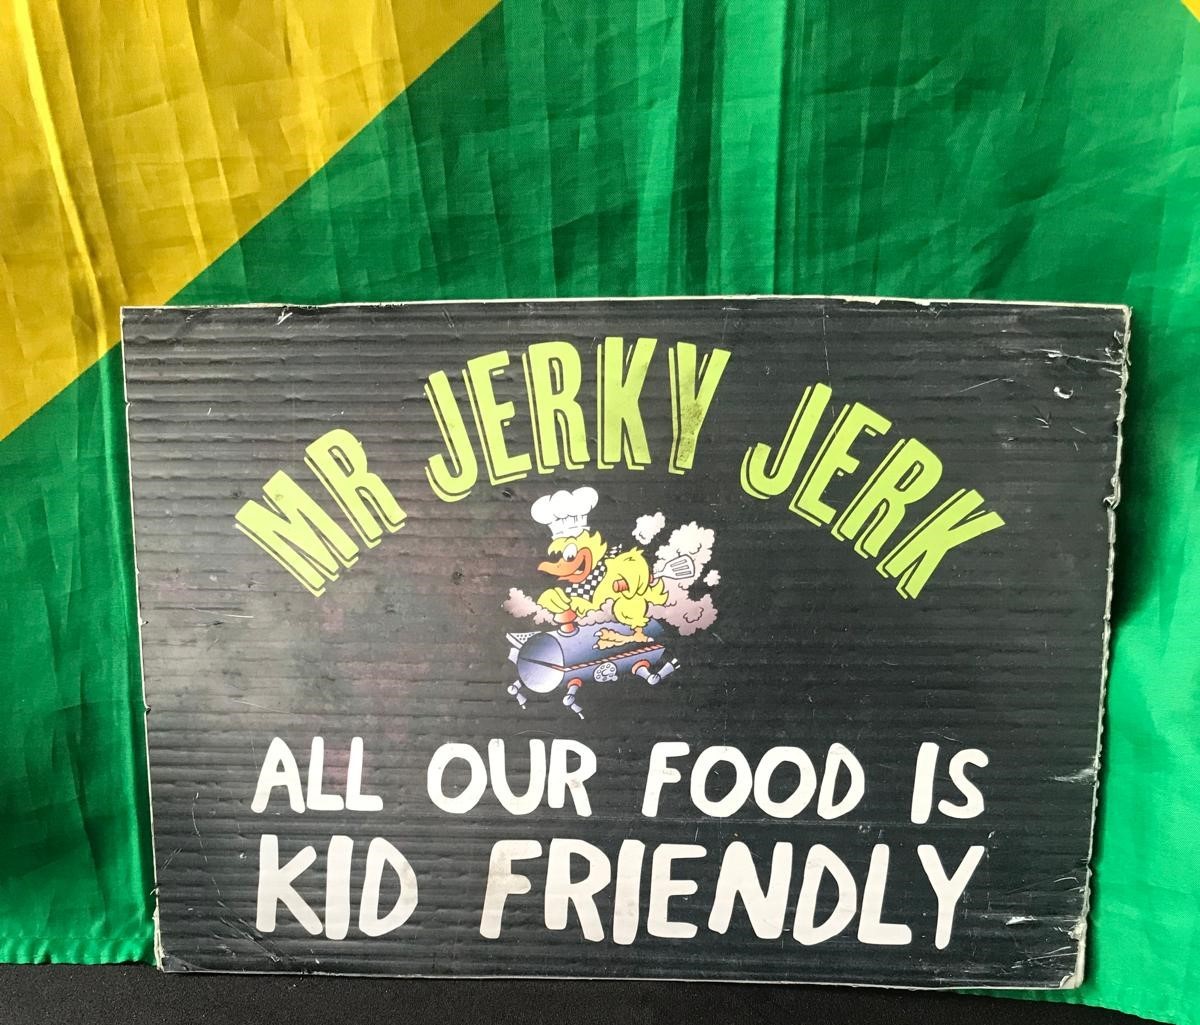 MR JERKY JERK
ALL OUR FOOD IS
KID FRIENDLY